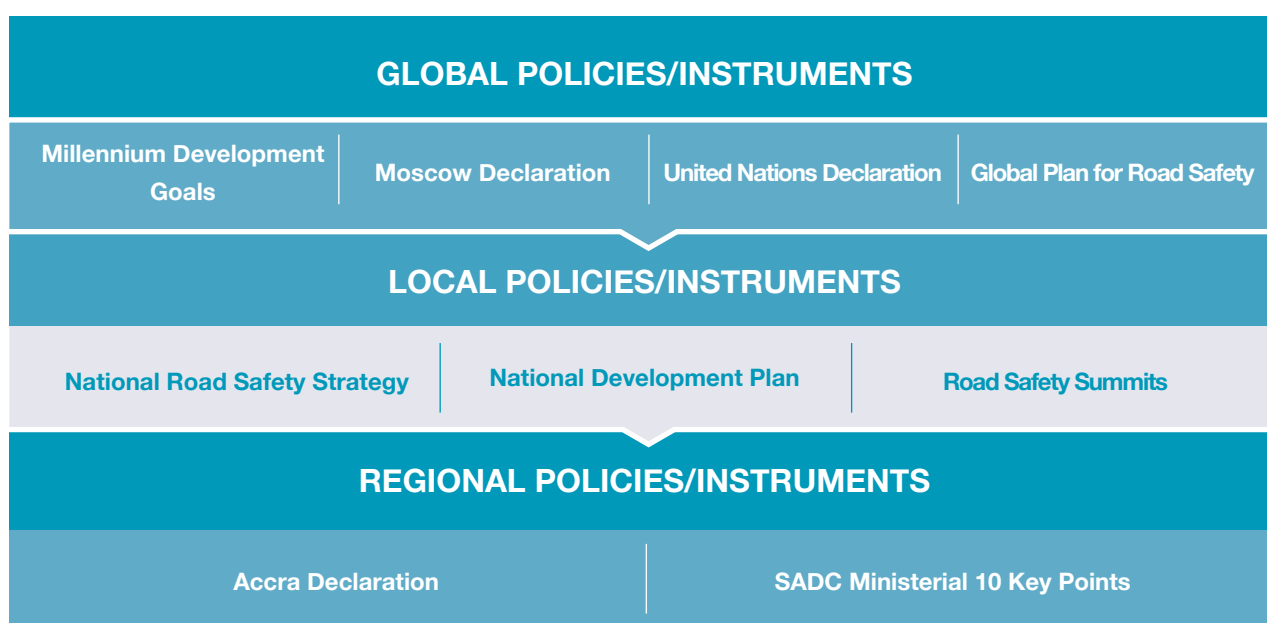 GLOBAL POLICIES/INSTRUMENTS
Millennium Development
Goals
Moscow Declaration
United Nations Declaration
Global Plan for Road Safety
LOCAL POLICIES/INSTRUMENTS
National Road Safety Strategy
National Development Plan
Road Safety Summits
REGIONAL POLICIES/INSTRUMENTS
Accra Declaration
SADC Ministerial 10 Key Points